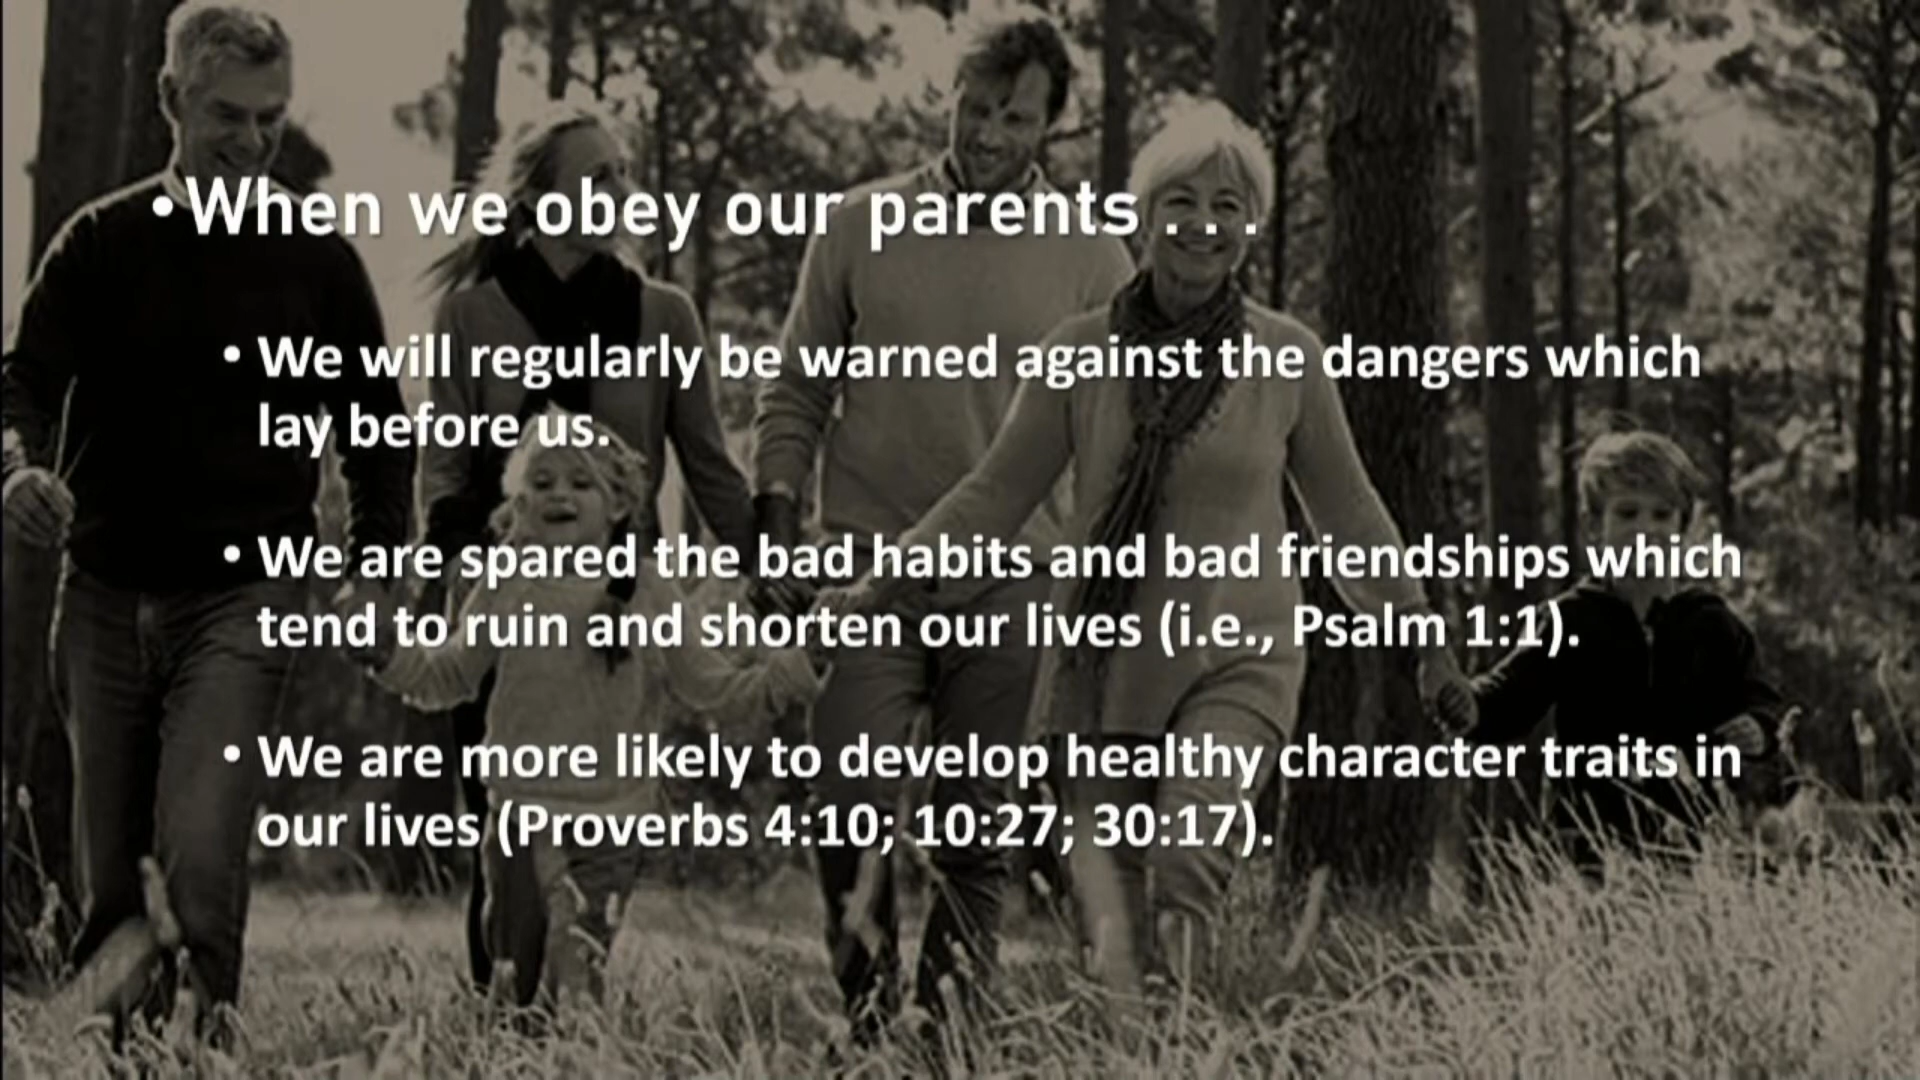 • When we obey our parents . . .
• We will regularly be warned against the dangers which
lay before us.
• We are spared the bad habits and bad friendships which
tend to ruin and shorten our lives (i.e., Psalm 1:1).
• We are more likely to develop healthy character traits in
our lives (Proverbs 4:10; 10:27; 30:17).